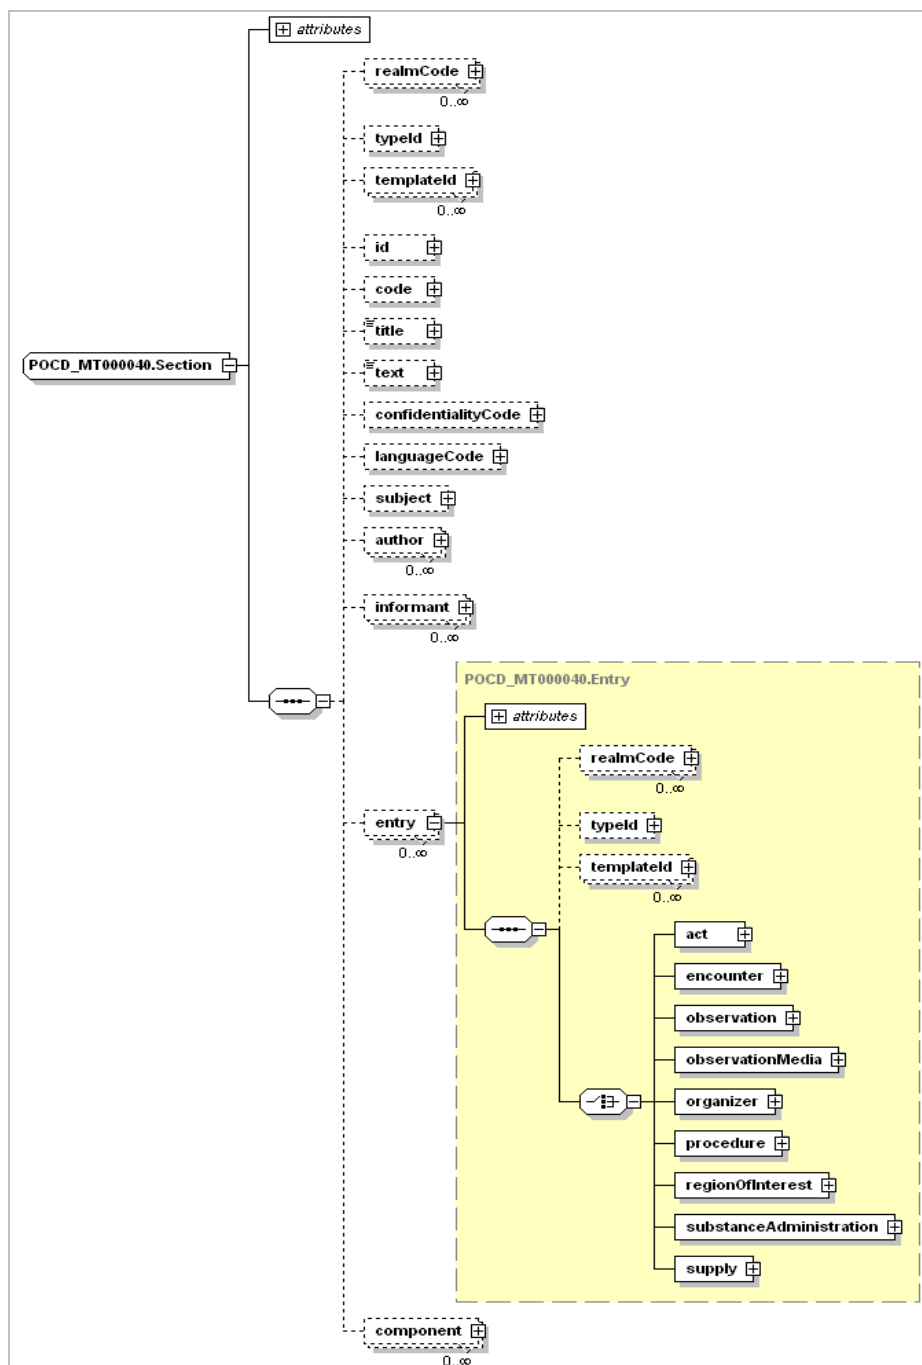 attributes
realmCode
0..∞
typeId
templateId
0..∞
id
code
title
POCD_MT000040.Section
text
confidentialityCode
languageCode
subject
author
0..∞
informant
0..∞
POCD_MT000040.Entry
attributes
realmCode
0..∞
entry
0..∞
typeId
templateId
0..∞
act
encounter
observation
observationMedia
organizer
procedure
regionOfInterest
substanceAdministration
supply
component
0..∞